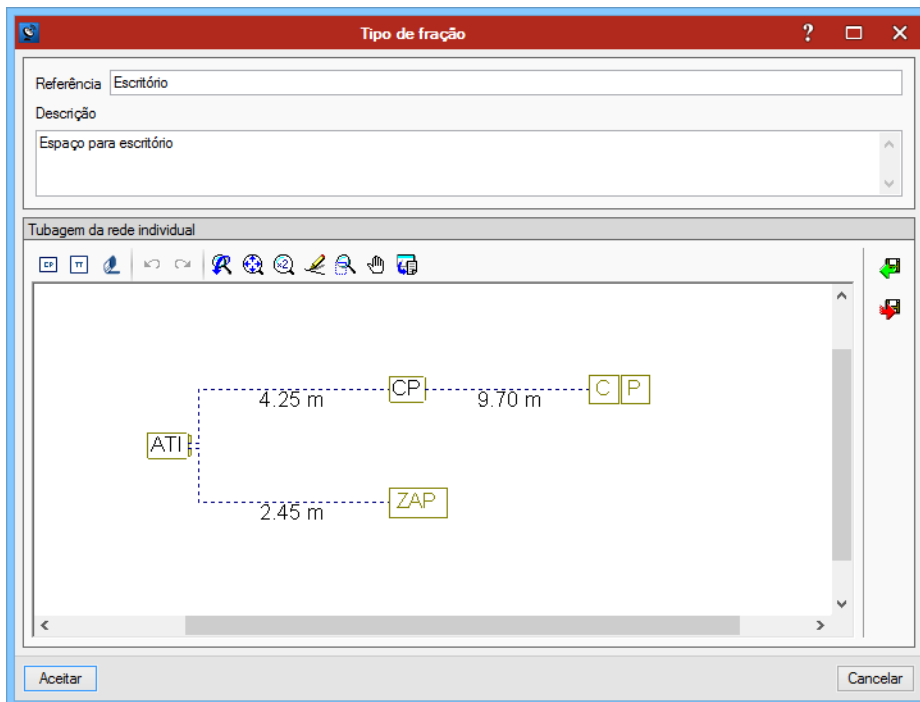 Tipo de fração
?
Referência Escritório
Descrição
Espaço para escritório
Tubagem da rede individual
CP TT x2
4.25 m CP 9.70 m C P
ATI
2.45 m ZAP
Aceitar Cancelar